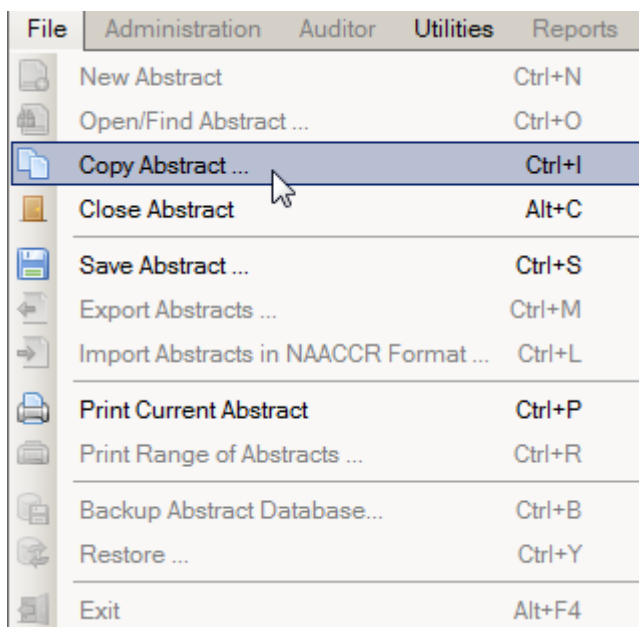 File Administration Auditor Utilities Reports
New Abstract Ctrl+N
Open/Find Abstract ... Ctrl+O
Copy Abstract ... Ctrl+I
Close Abstract Alt+C
Save Abstract ... Ctrl+S
Export Abstracts ... Ctrl+M
Import Abstracts in NAACCR Format ... Ctrl+L
Print Current Abstract Ctrl+P
Print Range of Abstracts ... Ctrl+R
Backup Abstract Database... Ctrl+B
Restore ... Ctrl+Y
Exit Alt+F4